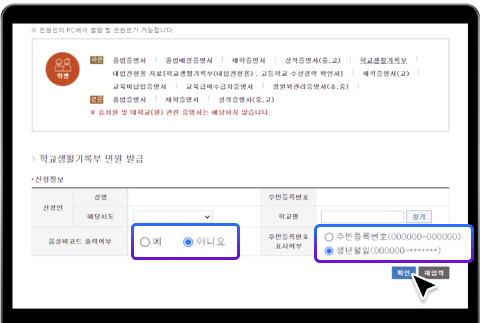 ※ 민원인의 PC에서 열람 및 프린트가 가능합니다.
학생
국문 졸업증명서 졸업예정증명서 재학증명서 성적증명서(중,고) 학교생활기록부
대입전형용 자료[학교생활기록부(대입전형용), 고등학교 수상경력 확인서] 제적증명서(고)
교육비납입증명서 교육급여수급자증명서 정원외관리증명서(초,중)
영문 졸업증명서 재학증명서 성적증명서(중,고)
※ 유치원 및 대학교(원) 관련 증명서는 해당하지 않습니다.
> 학교생활기록부 민원 발급
•신청정보
신청인 성명 주민등록번호
해당시도 학교명 찾기
음성바코드 출력여부 예 아니요 주민등록번호 표시여부 주민등록번호(000000-000000)
생년월일(000000-*******)
확인 재입력